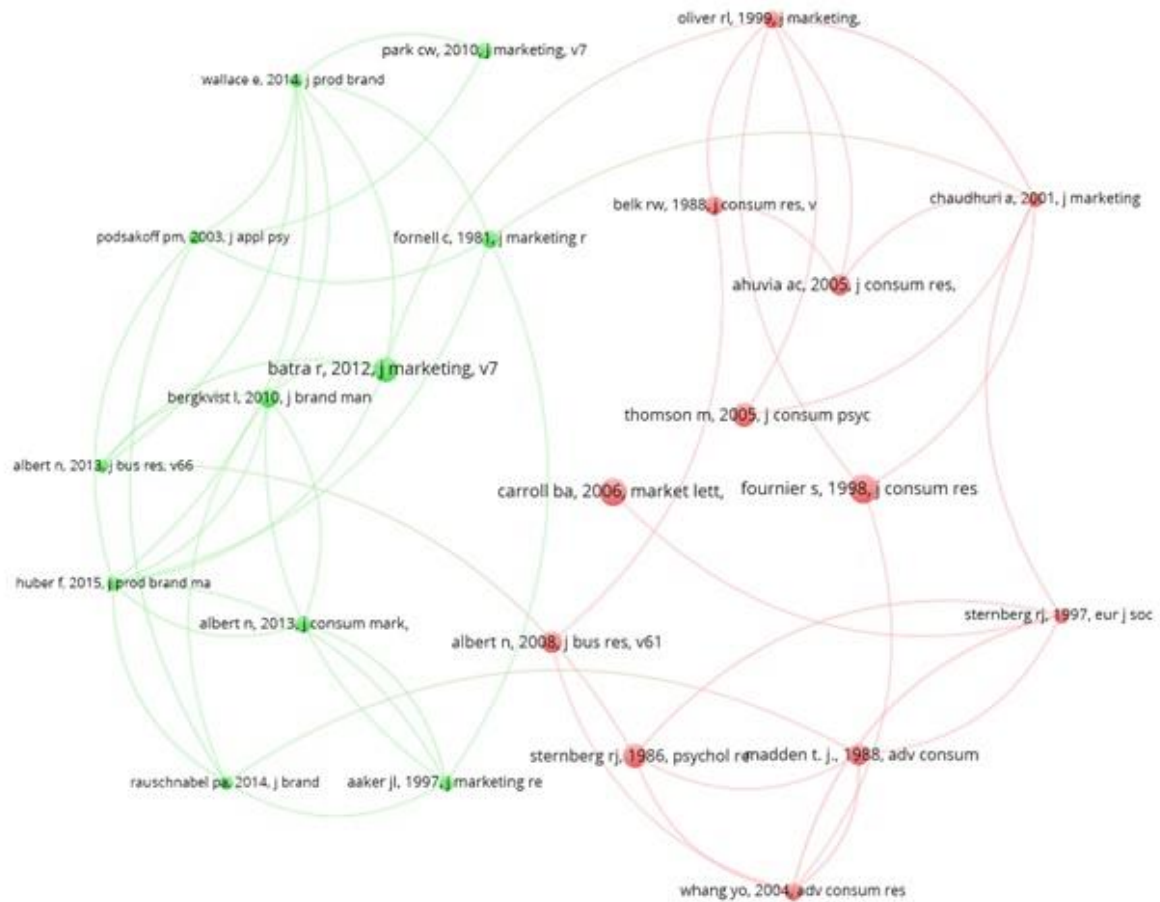 oliver rl, 1999, j marketing,
park cw, 2010, j marketing, v7
wallace e, 2014, j prod brand
chaudhuri a, 2001, j marketing
belk rw, 1988, j consum res, v
podsakoff pm, 2003, j appl psy
fornell c, 1981, j marketing r
ahuvia ac, 2005, j consum res,
batra r, 2012, j marketing, v7
bergkvist l, 2010, j brand man
thomson m, 2005, j consum psyc
albert n, 2013, j bus res, v66
carroll ba, 2006, market lett,
fournier s, 1998, j consum res
huber f, 2015, j prod brand ma
albert n, 2013, j consum mark,
sternberg rj, 1997, eur j soc
albert n, 2008, j bus res, v61
sternberg rj, 1986, psychol re
madden t. j., 1988, adv consum
rauschnabel pa, 2014, j brand
aaker jl, 1997, j marketing re
whang yo, 2004, adv consum res